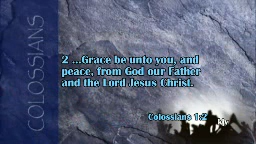 COLOSSIANS
2 ...Grace be unto you, and
peace, from God our Father
and the Lord Jesus Christ.
Colossians 1:2